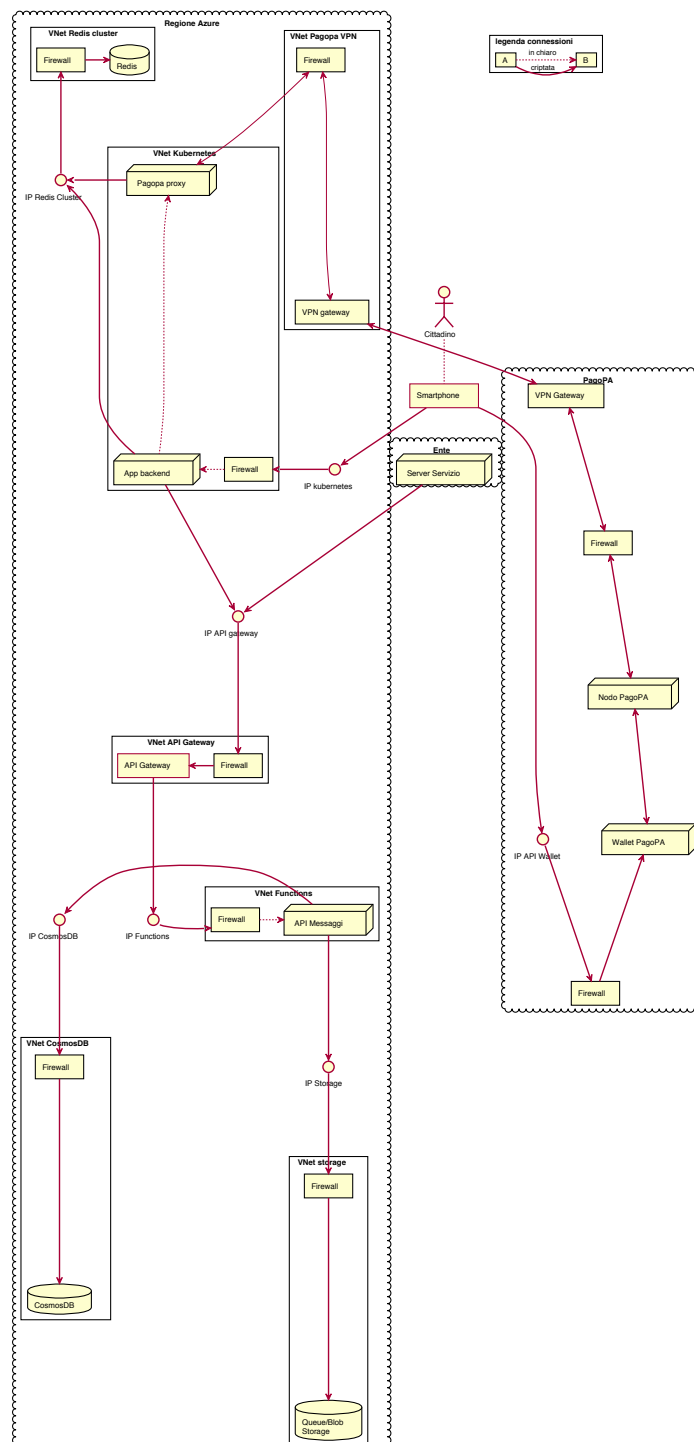 Regione Azure
VNet Redis cluster
Firewall
Redis
VNet Pagopa VPN
Firewall
legenda connessioni
A
in chiaro
criptata
B
VNet Kubernetes
Pagopa proxy
IP Redis Cluster
VPN gateway
Cittadino
PagoPA
Smartphone
VPN Gateway
Ente
App backend
Firewall
IP kubernetes
Server Servizio
Firewall
IP API gateway
Nodo PagoPA
VNet API Gateway
API Gateway
Firewall
Wallet PagoPA
IP API Wallet
VNet Functions
Firewall
API Messaggi
IP CosmosDB
IP Functions
Firewall
VNet CosmosDB
Firewall
IP Storage
VNet storage
Firewall
CosmosDB
Queue/Blob
Storage